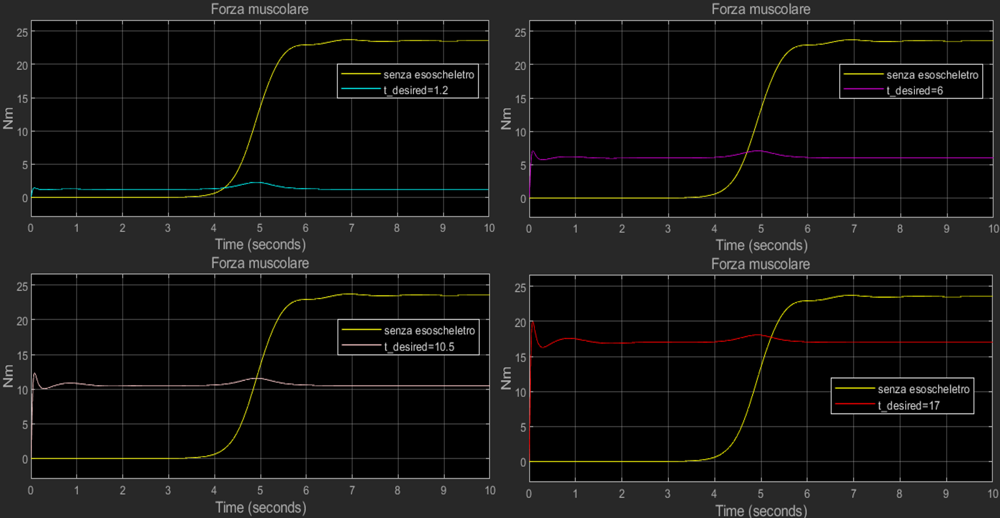 Forza muscolare
25
20
15
10
5
0
Nm
senza esoscheletro
t_desired=1.2
0 1 2 3 4 5 6 7 8 9 10
Time (seconds)
Forza muscolare
25
20
15
10
5
0
Nm
senza esoscheletro
t_desired=6
0 1 2 3 4 5 6 7 8 9 10
Time (seconds)
Forza muscolare
25
20
15
10
5
0
Nm
senza esoscheletro
t_desired=10.5
0 1 2 3 4 5 6 7 8 9 10
Time (seconds)
Forza muscolare
25
20
15
10
5
0
Nm
senza esoscheletro
t_desired=17
0 1 2 3 4 5 6 7 8 9 10
Time (seconds)